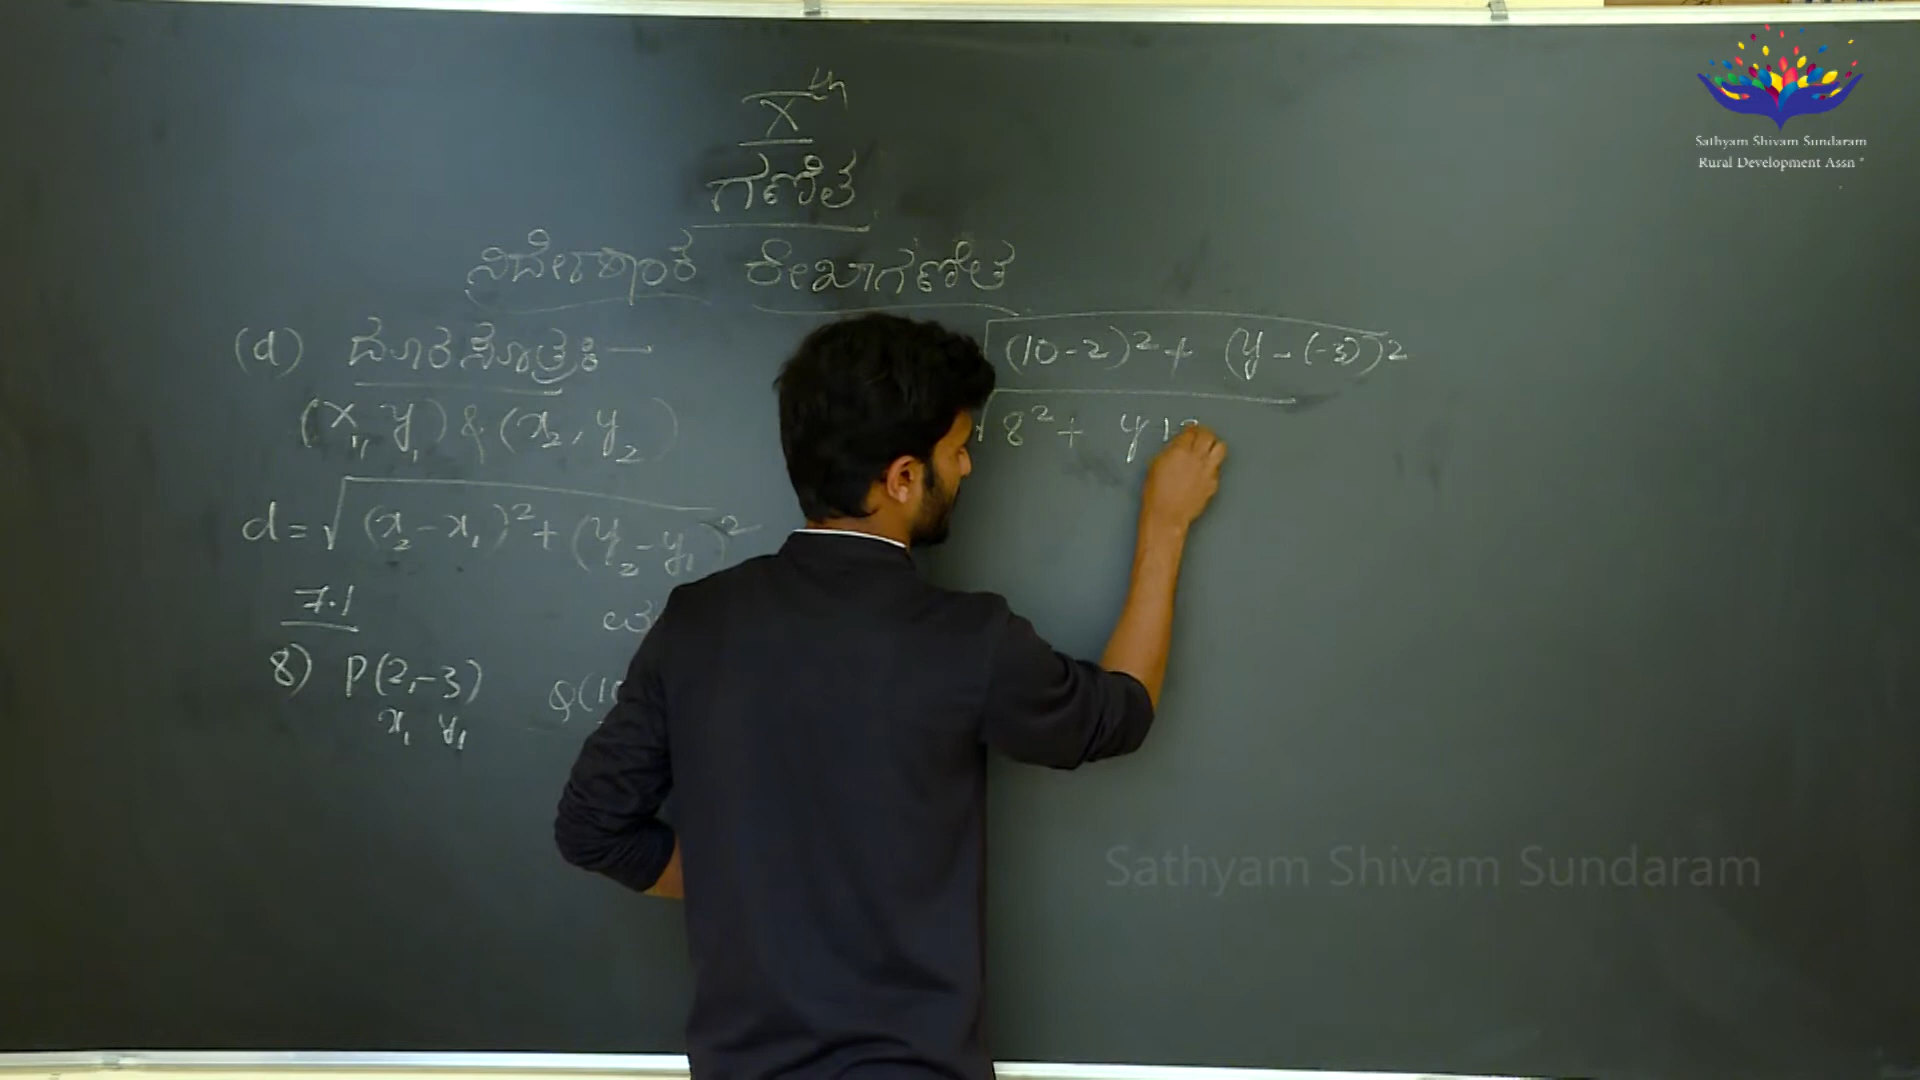 Xth
ಗಣಿತ
ನಿರ್ದೇಶಾಂಕ ರೇಖಾಗಣಿತ
(d) ದೂರ ಸೂತ್ರ :-
(x₁, y₁) & (x₂, y₂)
d = √(x₂ - x₁)² + (y₂ - y₁)²
7.1
8) P(2, -3) Q(10
x₁ y₁
√(10-2)² + (y-(-3))²
√8² + y+3
Sathyam Shivam Sundaram
Rural Development Assn
Sathyam Shivam Sundaram